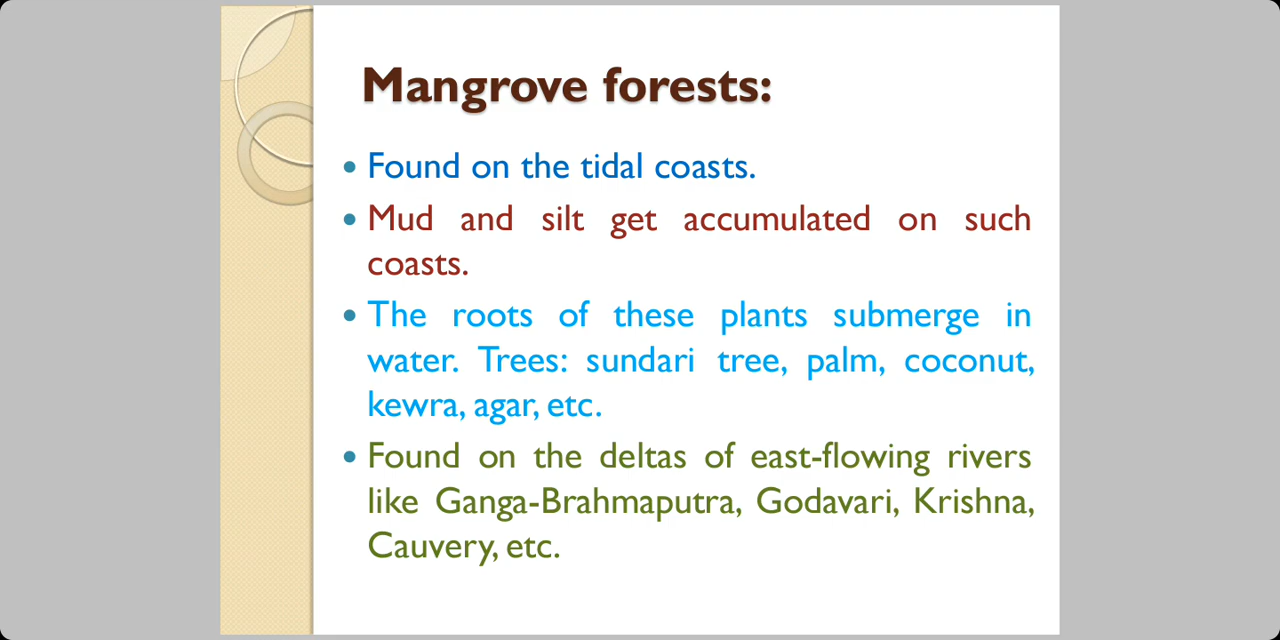 Mangrove forests:
• Found on the tidal coasts.
• Mud and silt get accumulated on such
coasts.
• The roots of these plants submerge in
water. Trees: sundari tree, palm, coconut,
kewra, agar, etc.
• Found on the deltas of east-flowing rivers
like Ganga-Brahmaputra, Godavari, Krishna,
Cauvery, etc.